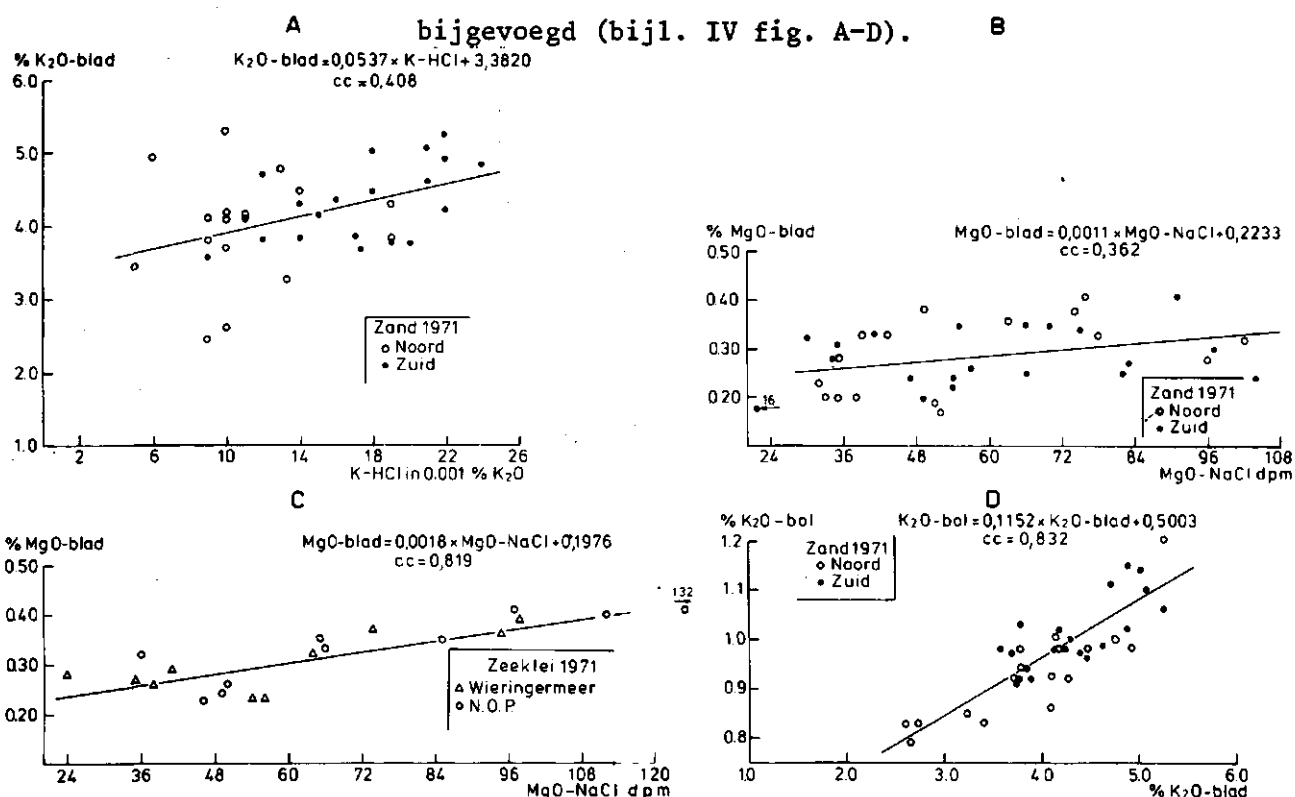 bijgevoegd (bijl. IV fig. A-D).
A
% K₂O-blad
K₂O-blad=0,0537× K-HCl+3,3820
cc=0,408
6.0
5.0
4.0
3.0
2.0
1.0
Zand 1971
○ Noord
• Zuid
2 6 10 14 18 22 26
K-HCl in 0.001 % K₂O
B
% MgO-blad
MgO-blad=0,0011×MgO-NaCl+0,2233
cc=0,362
0.50
0.40
0.30
0.20
16
Zand 1971
○ Noord
• Zuid
24 36 48 60 72 84 96 108
MgO-NaCl dpm
C
% MgO-blad
MgO-blad=0,0018×MgO-NaCl+0,1976
cc=0,819
0.50
0.40
0.30
0.20
132
Zeeklei 1971
△ Wieringermeer
○ N.O.P.
24 36 48 60 72 84 96 112 120
MgO-NaCl dpm
D
% K₂O-bol
K₂O-bol=0,1152×K₂O-blad+0,5003
cc=0,832
1.2
1.1
1.0
0.9
0.8
Zand 1971
○ Noord
• Zuid
1.0 2.0 3.0 4.0 5.0 6.0
% K₂O-blad